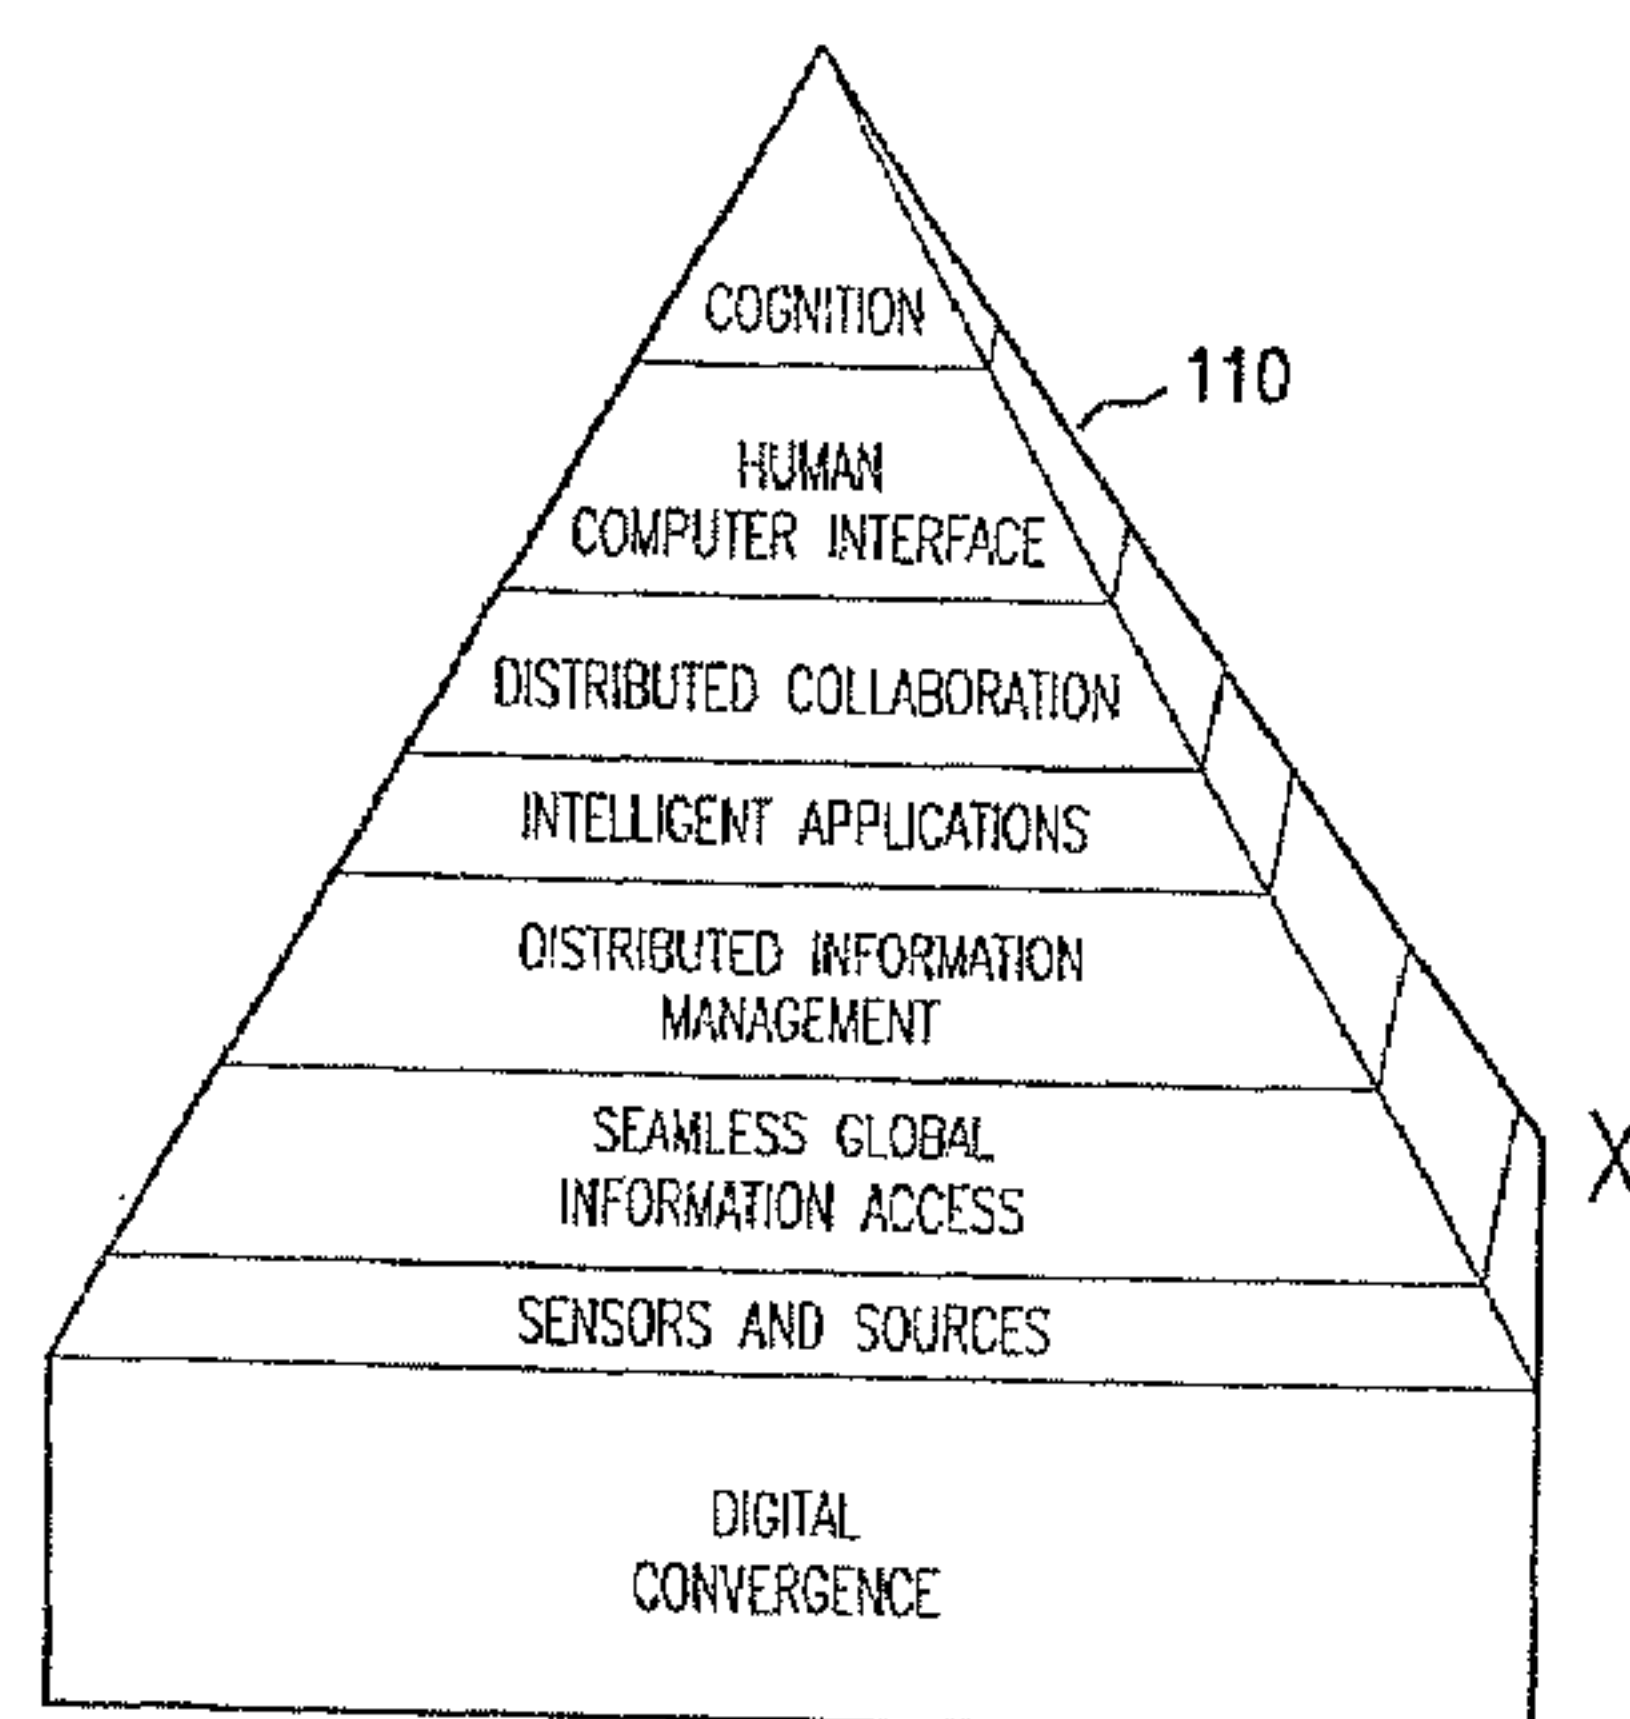 COGNITION
110
HUMAN
COMPUTER INTERFACE
DISTRIBUTED COLLABORATION
INTELLIGENT APPLICATIONS
DISTRIBUTED INFORMATION
MANAGEMENT
SEAMLESS GLOBAL
INFORMATION ACCESS
X
SENSORS AND SOURCES
DIGITAL
CONVERGENCE